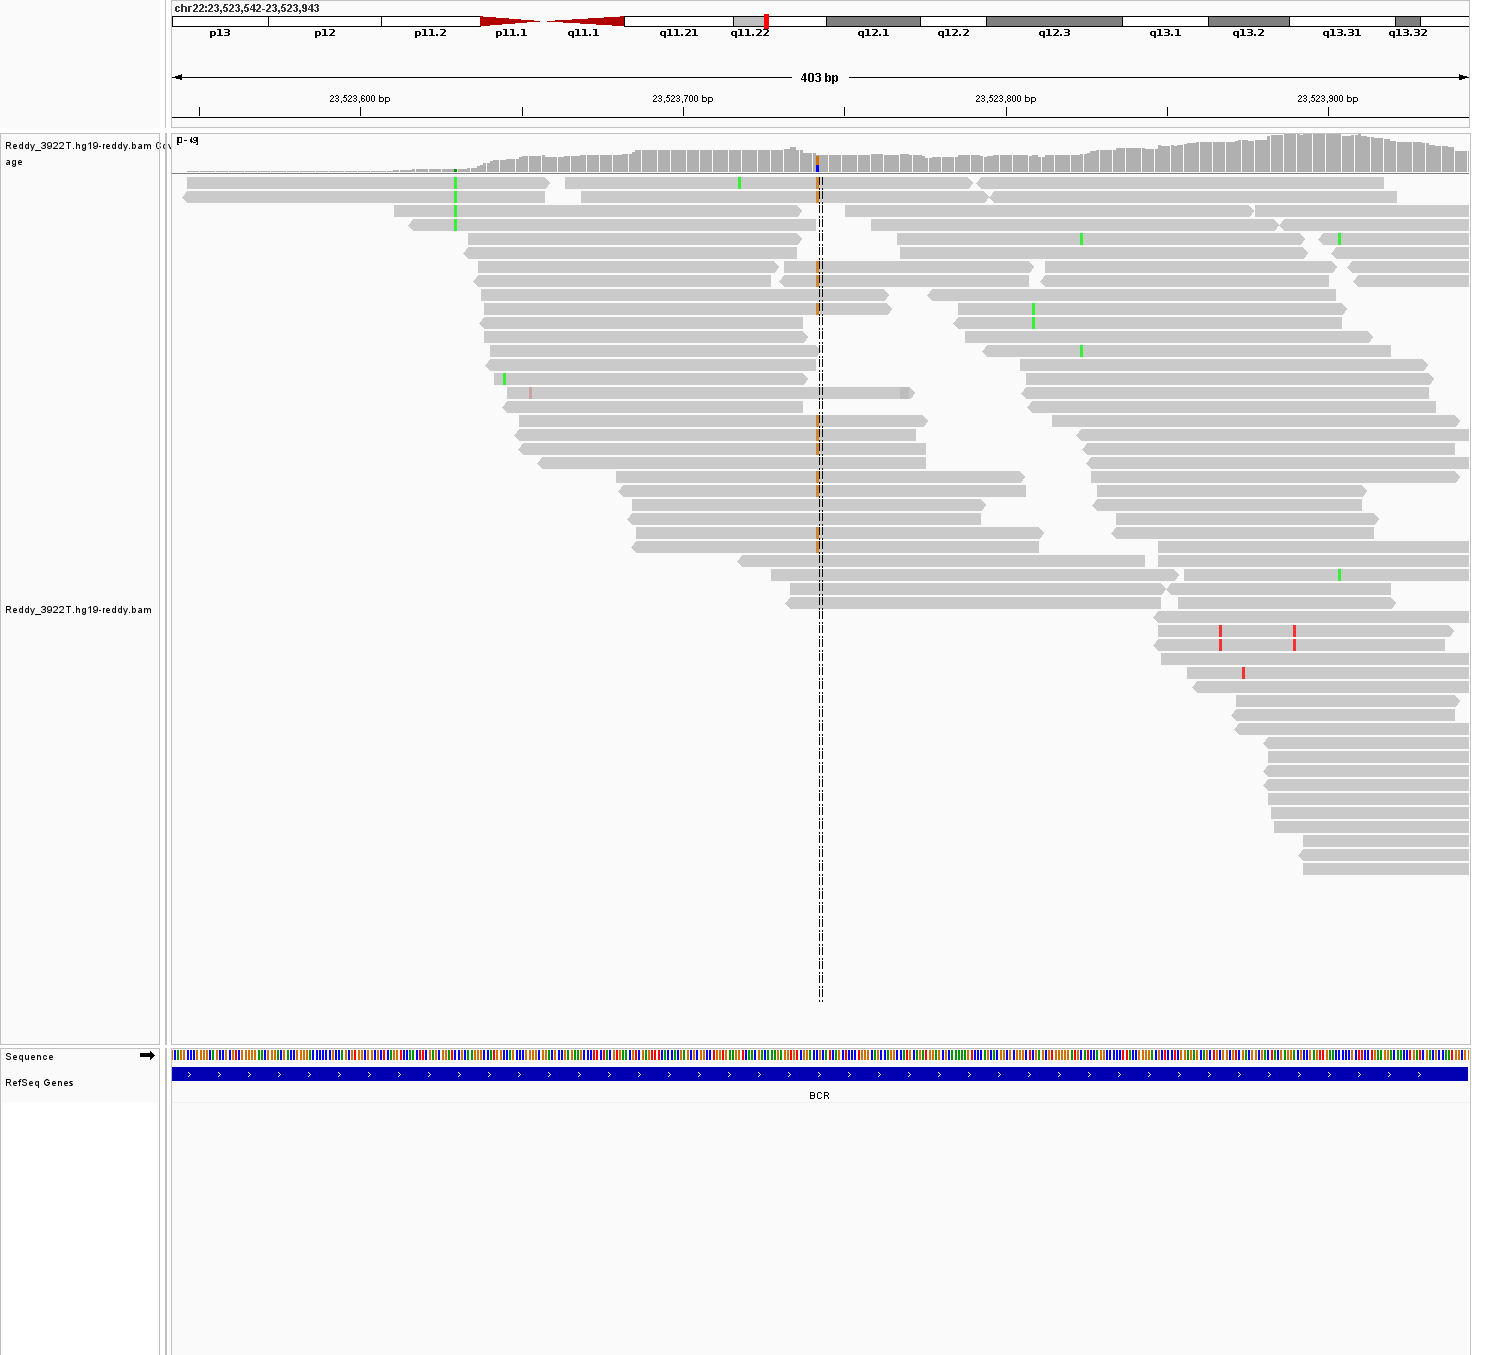 chr22:23,523,542-23,523,943
p13 p12 p11.2 p11.1 q11.1 q11.21 q11.22 q12.1 q12.2 q12.3 q13.1 q13.2 q13.31 q13.32
403 bp
23,523,600 bp 23,523,700 bp 23,523,800 bp 23,523,900 bp
Reddy_3922T.hg19-reddy.bam Cov
age
Reddy_3922T.hg19-reddy.bam
Sequence
RefSeq Genes
BCR